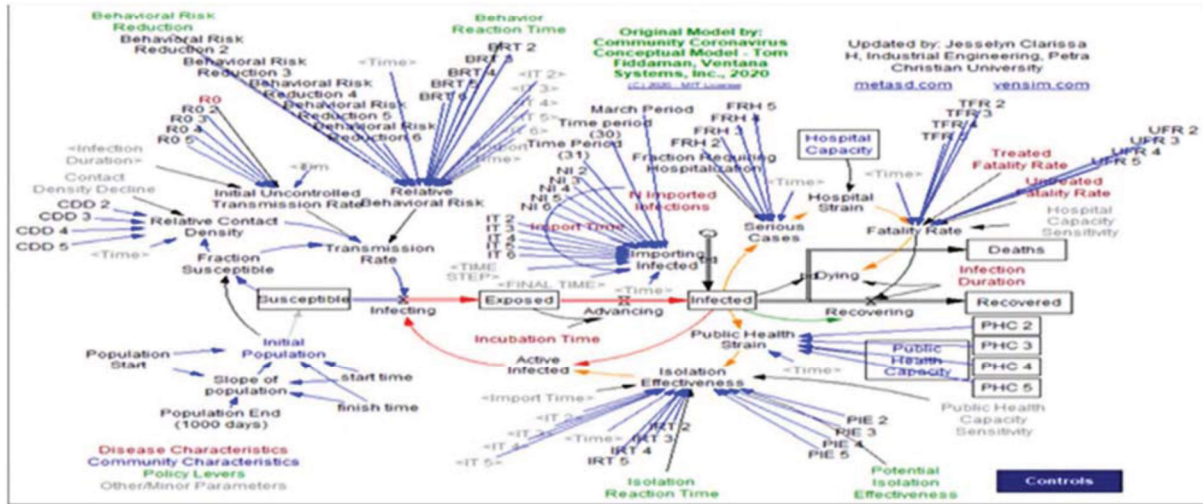 Behavioral Risk
Reduction
Behavioral Risk
Reduction 2
Behavioral Risk
Reduction 3
Behavioral Risk
Reduction 4
Behavioral Risk
Reduction 5
Behavioral Risk
Reduction 6
Behavior
Reaction Time
BRT 2
BRT 3
BRT 4
BRT 5
BRT 6
<Time>
<IT 2>
<IT 3>
<IT 4>
<IT 5>
<IT 6>
Original Model by:
Community Coronavirus
Conceptual Model - Tom
Fiddaman, Ventana
Systems, Inc., 2020
(C) 2020 - MIT License
Updated by: Jesselyn Clarissa
H, Industrial Engineering, Petra
Christian University
metasd.com vensim.com
R0
R0 2
R0 3
R0 4
R0 5
<Infection
Duration>
Contact
Density Decline
CDD 2
CDD 3
CDD 4
CDD 5
<Time>
Initial Uncontrolled
Transmission Rate
Relative
Behavioral Risk
Relative Contact
Density
Transmission
Rate
Fraction
Susceptible
March Period
(30)
Time period
(31)
Time Period
NI 2
NI 3
NI 4
NI 5
NI 6
N Imported
Infections
Import Time
IT 2
IT 3
IT 4
IT 5
IT 6
<TIME
STEP>
<FINAL TIME>
<Time>
Importing
Infected
FRH 5
FRH 4
FRH 3
FRH 2
Fraction Requiring
Hospitalization
<Time>
Serious
Cases
Hospital
Capacity
Hospital
Strain
<Time>
TFR 2
TFR 3
TFR 4
TFR 5
UFR 2
UFR 3
UFR 4
UFR 5
Treated
Fatality Rate
Untreated
Fatality Rate
Hospital
Capacity
Sensitivity
Fatality Rate
Deaths
Dying
Infection
Duration
Susceptible
Infecting
Exposed
Advancing
Infected
Recovering
Recovered
Incubation Time
Active
Infected
Public Health
Strain
Public
Health
Capacity
<Time>
PHC 2
PHC 3
PHC 4
PHC 5
Public Health
Capacity
Sensitivity
Isolation
Effectiveness
<Import Time>
<IT 2>
<IT 3>
<IT 4>
<IT 5>
<Time>
IRT 2
IRT 3
IRT 4
IRT 5
Isolation
Reaction Time
PIE 2
PIE 3
PIE 4
PIE 5
Potential
Isolation
Effectiveness
Initial
Population
Population
Start
Slope of
population
start time
finish time
Population End
(1000 days)
Disease Characteristics
Community Characteristics
Policy Levers
Other/Minor Parameters
Controls